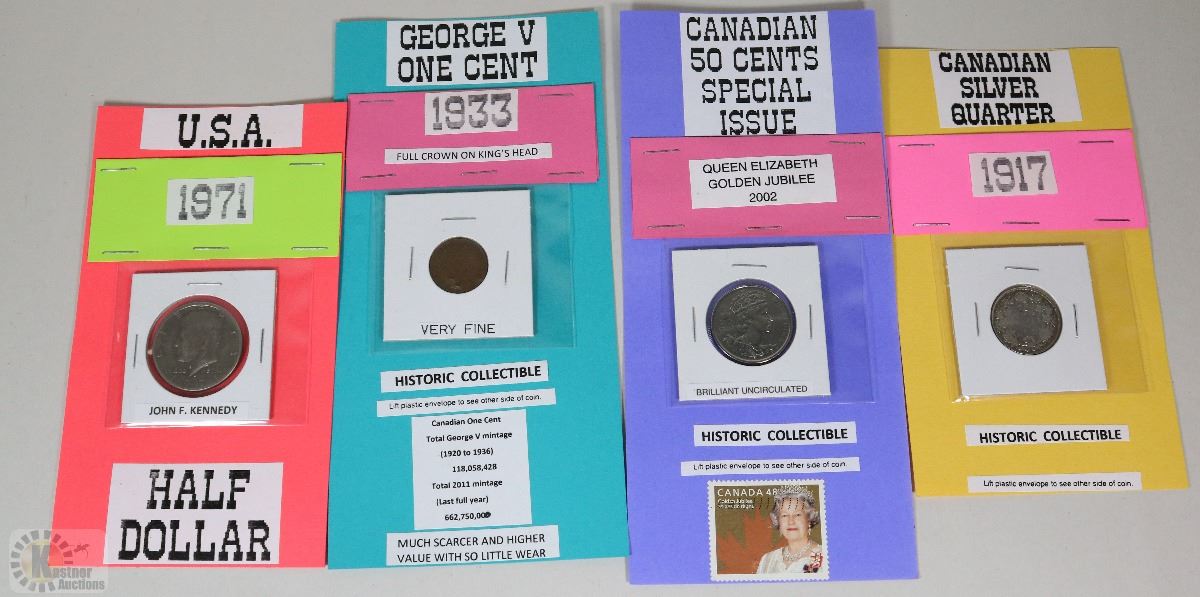 U.S.A.
1971
JOHN F. KENNEDY
HALF
DOLLAR
GEORGE V
ONE CENT
1933
FULL CROWN ON KING'S HEAD
VERY FINE
HISTORIC COLLECTIBLE
Lift plastic envelope to see other side of coin.
Canadian One Cent
Total George V mintage
(1920 to 1936)
118,058,428
Total 2011 mintage
(Last full year)
662,750,000
MUCH SCARCER AND HIGHER
VALUE WITH SO LITTLE WEAR
CANADIAN
50 CENTS
SPECIAL
ISSUE
QUEEN ELIZABETH
GOLDEN JUBILEE
2002
BRILLIANT UNCIRCULATED
HISTORIC COLLECTIBLE
Lift plastic envelope to see other side of coin.
CANADA 48
Golden Jubilee
CANADIAN
SILVER
QUARTER
1917
HISTORIC COLLECTIBLE
Lift plastic envelope to see other side of coin.
Kastner
Auctions